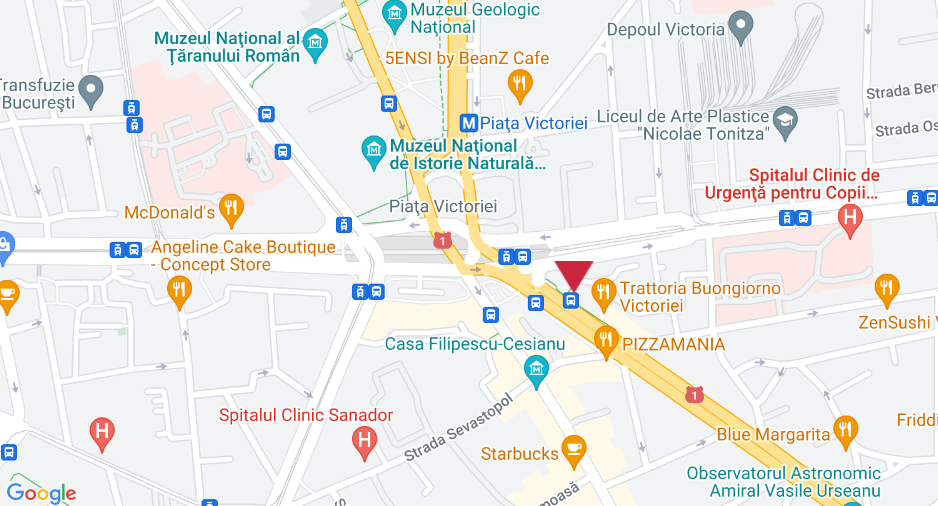 Muzeul Geologic
Național
Muzeul Național al
Țăranului Român
Depoul Victoria
5ENSI by BeanZ Cafe
Transfuzie
București
Strada Ber
Piața Victoriei
Liceul de Arte Plastice
"Nicolae Tonitza"
Strada Os
Muzeul Național
de Istorie Naturală...
Spitalul Clinic de
Urgență pentru Copii...
McDonald's
Piața Victoriei
Angeline Cake Boutique
- Concept Store
1
Trattoria Buongiorno
Victoriei
ZenSushi V
Casa Filipescu-Cesianu
PIZZAMANIA
1
Spitalul Clinic Sanador
Strada Sevastopol
Blue Margarita
Friddi
Starbucks
Observatorul Astronomic
Amiral Vasile Urseanu
Google